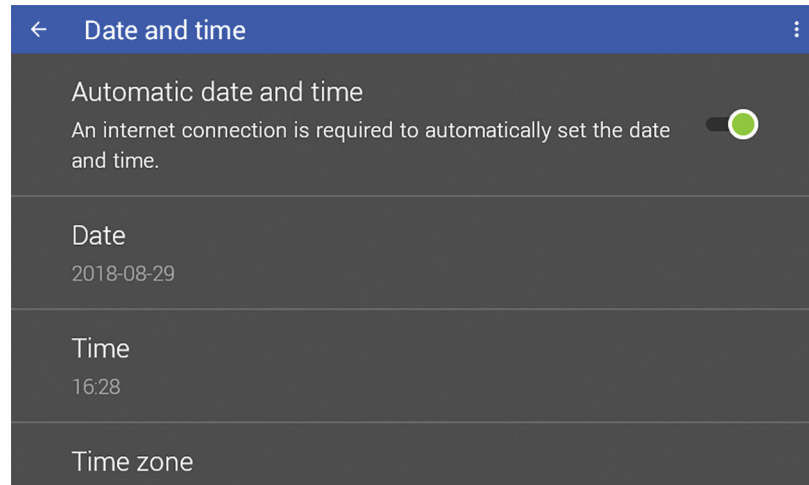 Date and time
Automatic date and time
An internet connection is required to automatically set the date
and time.
Date
2018-08-29
Time
16:28
Time zone